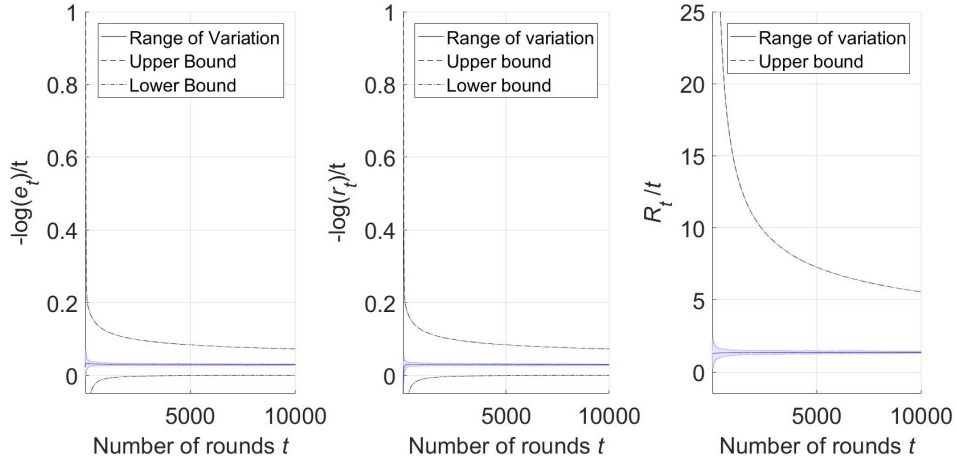 1
0.8
0.6
0.4
0.2
0
-log(e_t)/t
5000
10000
Number of rounds t
Range of Variation
Upper Bound
Lower Bound
1
0.8
0.6
0.4
0.2
0
-log(r_t)/t
5000
10000
Number of rounds t
Range of variation
Upper bound
Lower bound
25
20
15
10
5
0
R_t /t
5000
10000
Number of rounds t
Range of variation
Upper bound